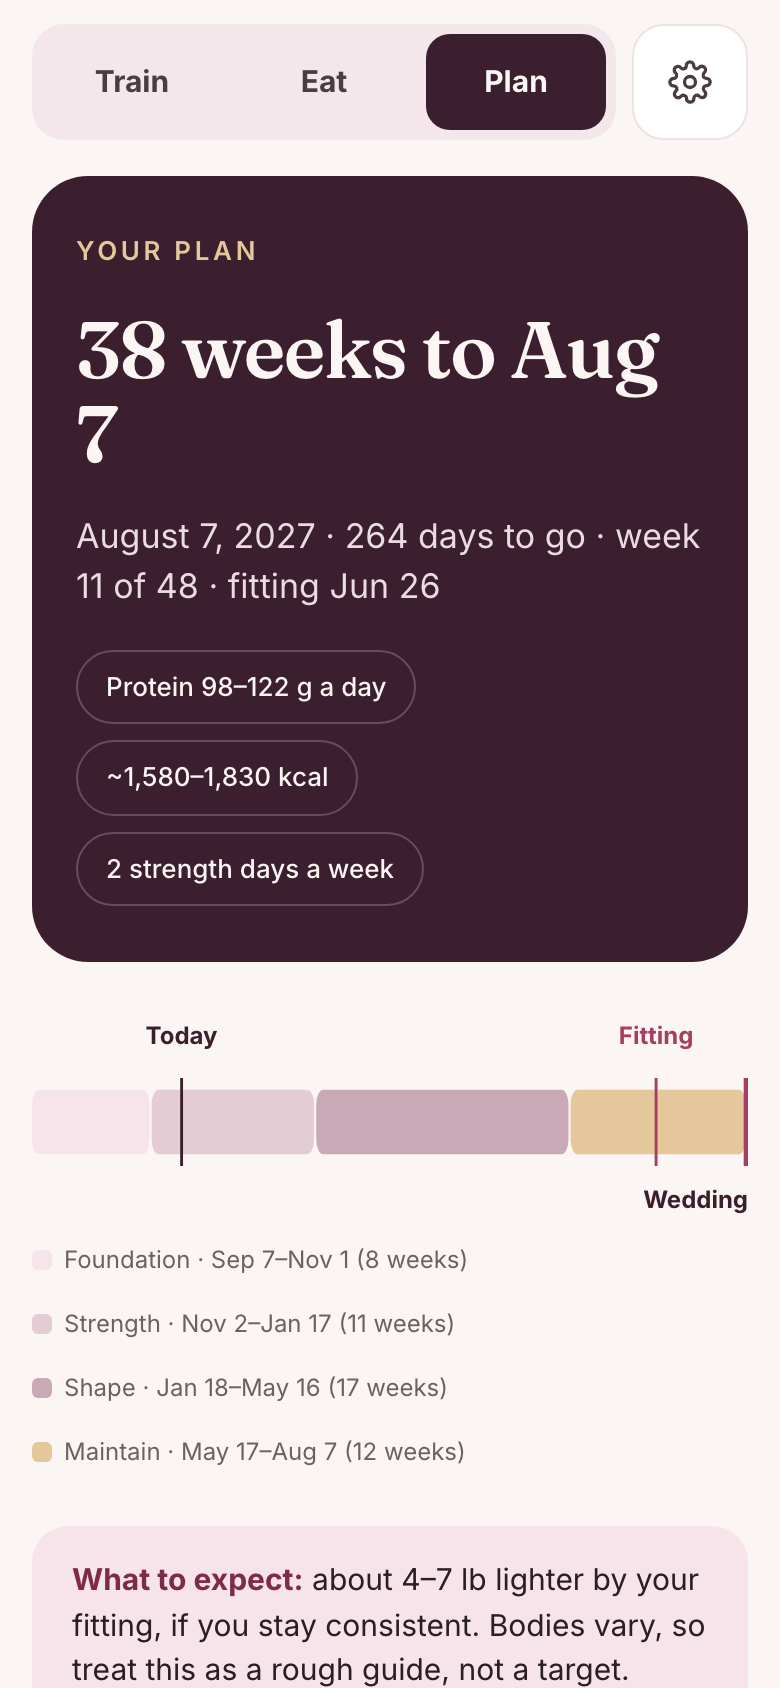 Train
Eat
Plan
YOUR PLAN
38 weeks to Aug
7
August 7, 2027 · 264 days to go · week
11 of 48 · fitting Jun 26
Protein 98–122 g a day
~1,580–1,830 kcal
2 strength days a week
Today
Fitting
Wedding
Foundation · Sep 7–Nov 1 (8 weeks)
Strength · Nov 2–Jan 17 (11 weeks)
Shape · Jan 18–May 16 (17 weeks)
Maintain · May 17–Aug 7 (12 weeks)
What to expect: about 4–7 lb lighter by your
fitting, if you stay consistent. Bodies vary, so
treat this as a rough guide, not a target.